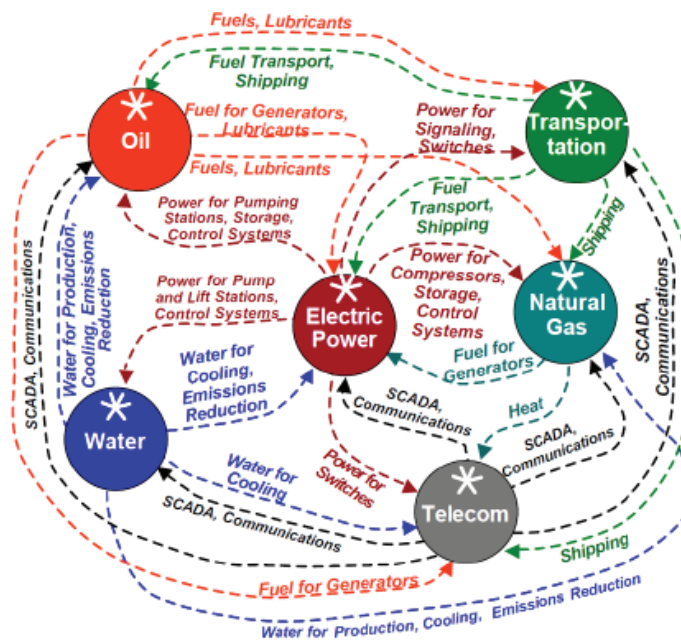 Fuels, Lubricants
Fuel Transport,
Shipping
Oil
Fuel for Generators,
Lubricants
Fuels, Lubricants
Power for
Signaling,
Switches
Transpor-
tation
Power for Pumping
Stations, Storage,
Control Systems
Fuel
Transport,
Shipping
Shipping
Power for Pump
and Lift Stations,
Control Systems
Electric
Power
Power for
Compressors,
Storage,
Control
Systems
Natural
Gas
SCADA,
Communications
SCADA, Communications
Water for Production,
Cooling, Emissions
Reduction
Water for
Cooling,
Emissions
Reduction
Fuel for
Generators
SCADA,
Communications
Heat
SCADA,
Communications
Water
Water for
Cooling
Power for
Switches
SCADA, Communications
Telecom
Shipping
Fuel for Generators
Water for Production, Cooling, Emissions Reduction